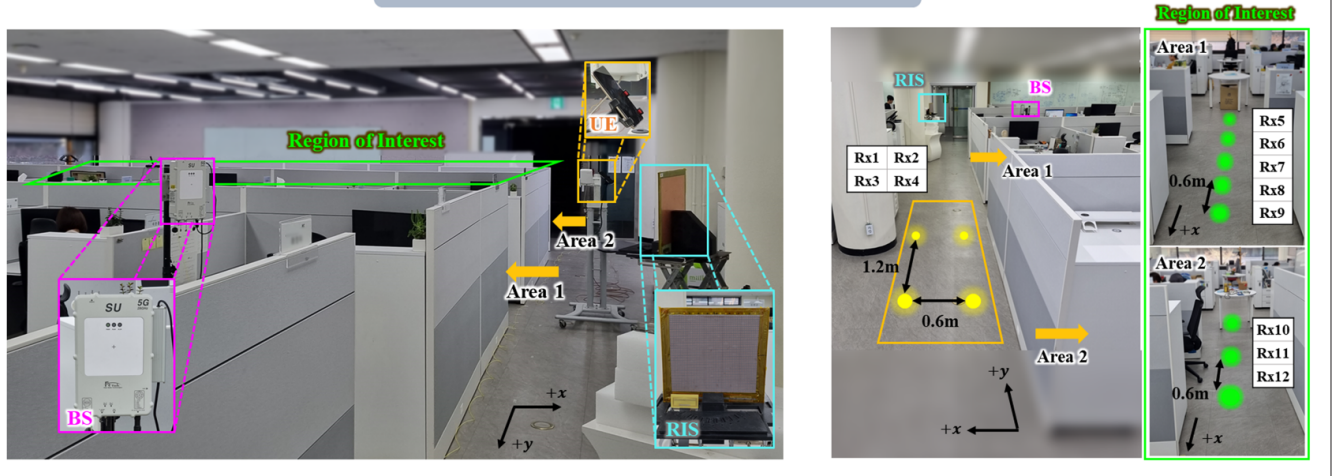 Region of Interest
UE
SU
Area 2
Area 1
SU
5G
BS
RIS
+x
+y
RIS
BS
Rx1 Rx2
Rx3 Rx4
Area 1
1.2m
0.6m
Area 2
+y
+x
Region of Interest
Area 1
Rx5
Rx6
Rx7
Rx8
Rx9
0.6m
+x
Area 2
Rx10
Rx11
Rx12
0.6m
+x